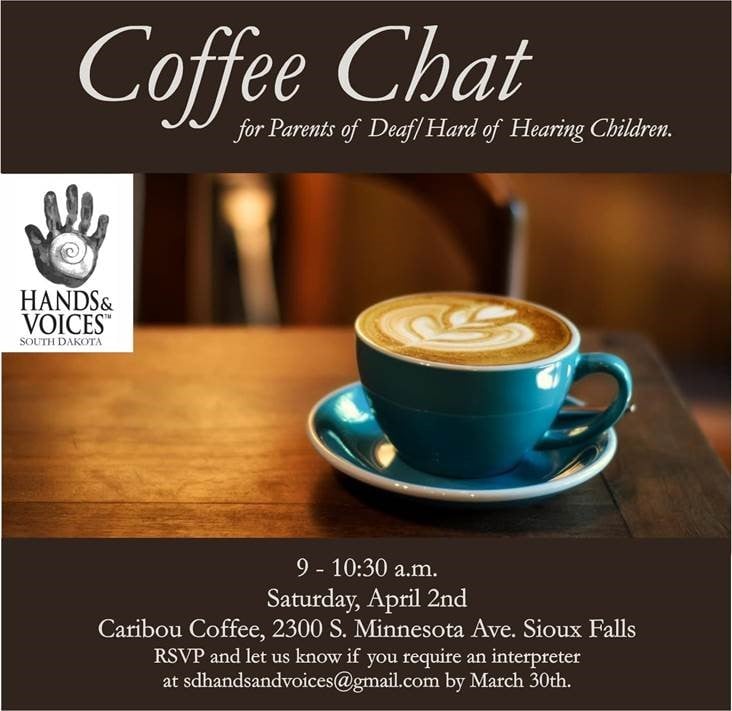 Coffee Chat
for Parents of Deaf/Hard of Hearing Children.
HANDS&
VOICES™
SOUTH DAKOTA
9 - 10:30 a.m.
Saturday, April 2nd
Caribou Coffee, 2300 S. Minnesota Ave. Sioux Falls
RSVP and let us know if you require an interpreter
at sdhandsandvoices@gmail.com by March 30th.